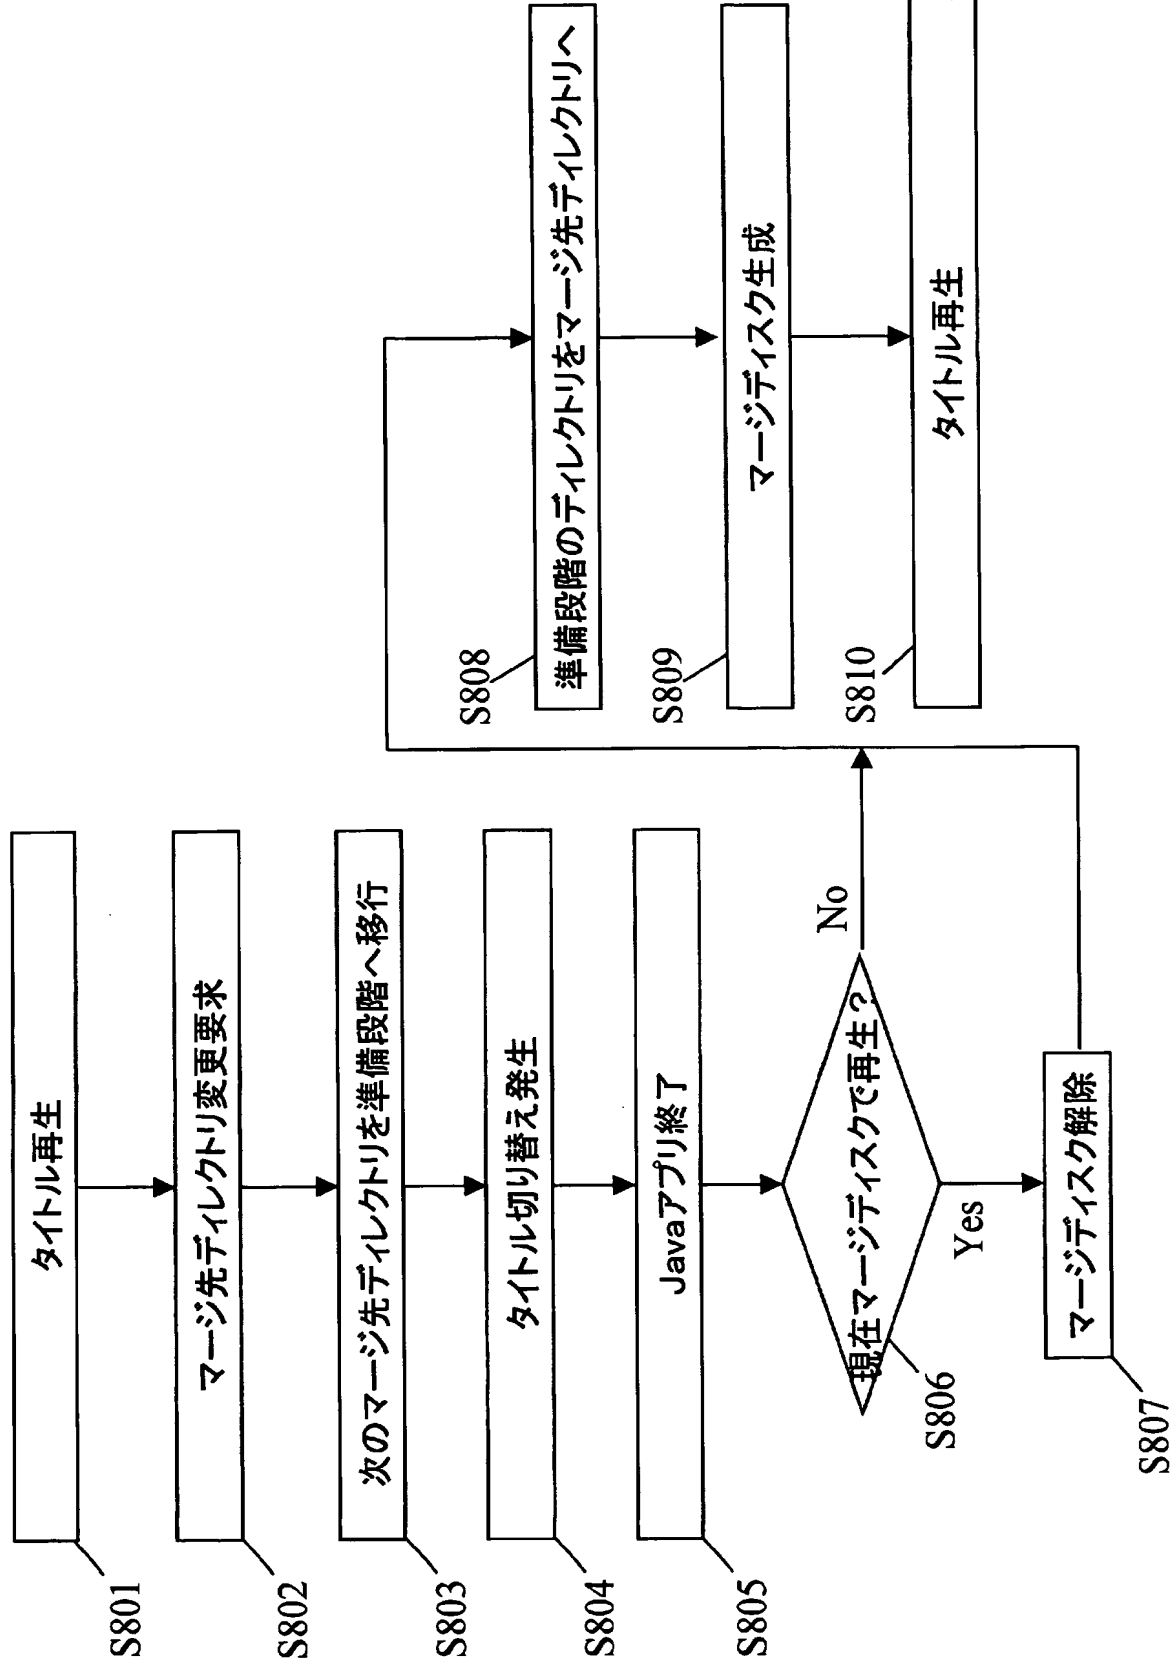 タイトル再生
S801
マージ先ディレクトリ変更要求
S802
次のマージ先ディレクトリを準備段階へ移行
S803
タイトル切り替え発生
S804
Javaアプリ終了
S805
現在マージディスクで再生？
S806
No
Yes
マージディスク解除
S807
S808
準備段階のディレクトリをマージ先ディレクトリへ
S809
マージディスク生成
S810
タイトル再生